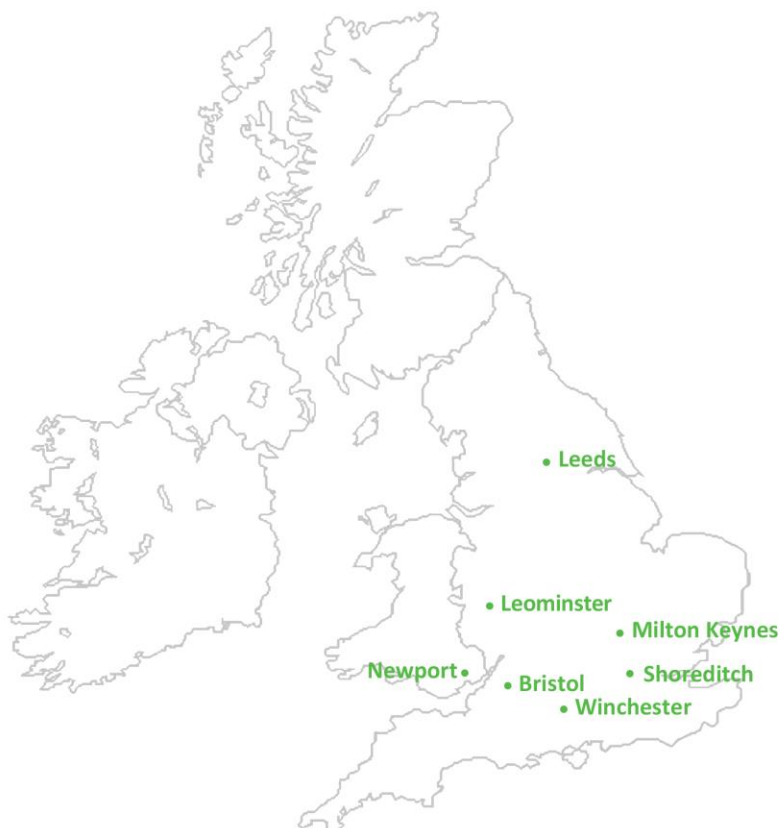 Leeds
Leominster
Milton Keynes
Newport
Shoreditch
Bristol
Winchester